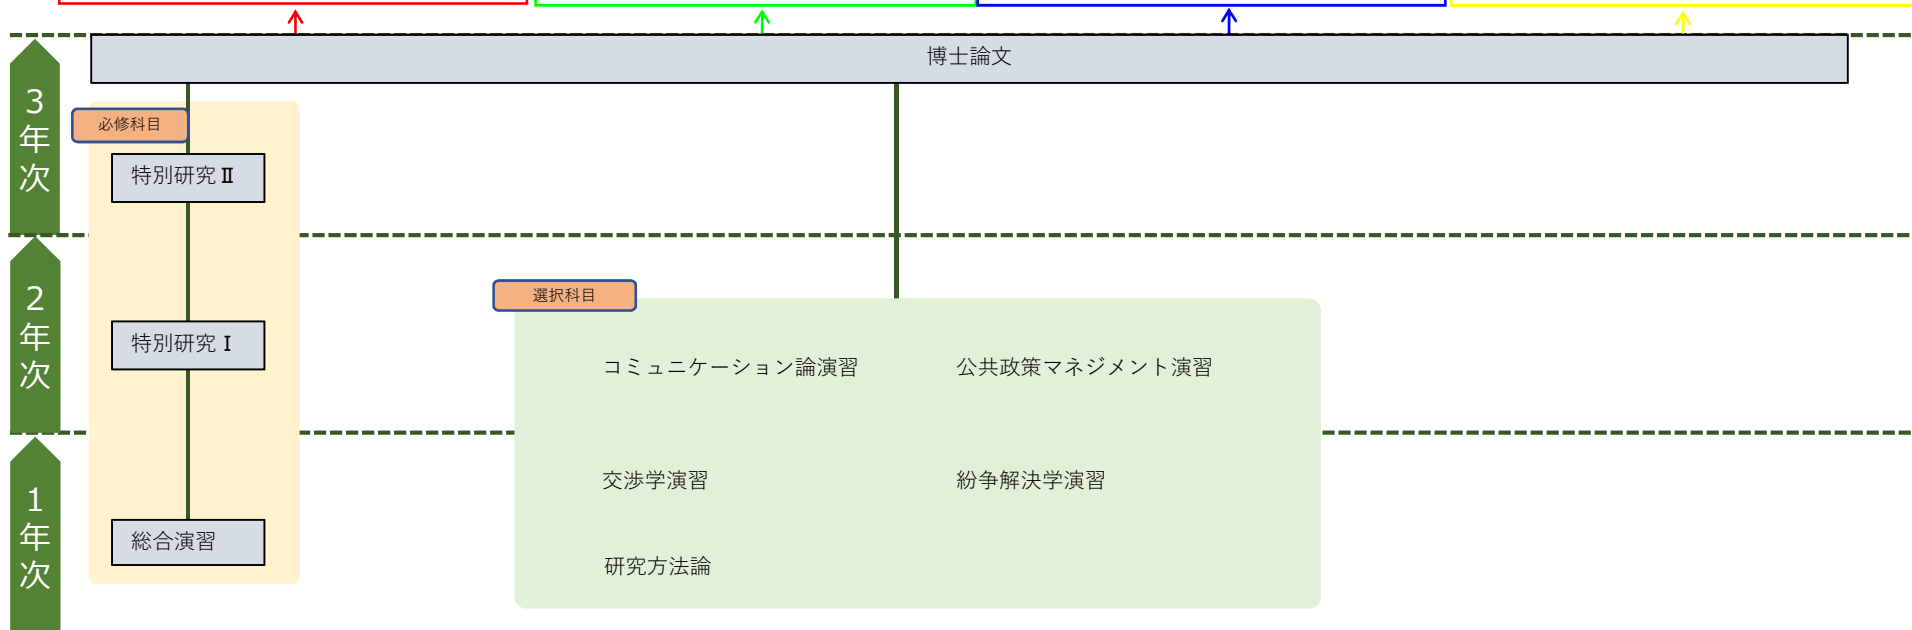 博士論文
3年次
必修科目
特別研究Ⅱ
2年次
選択科目
特別研究Ⅰ
コミュニケーション論演習
公共政策マネジメント演習
1年次
交渉学演習
紛争解決学演習
総合演習
研究方法論